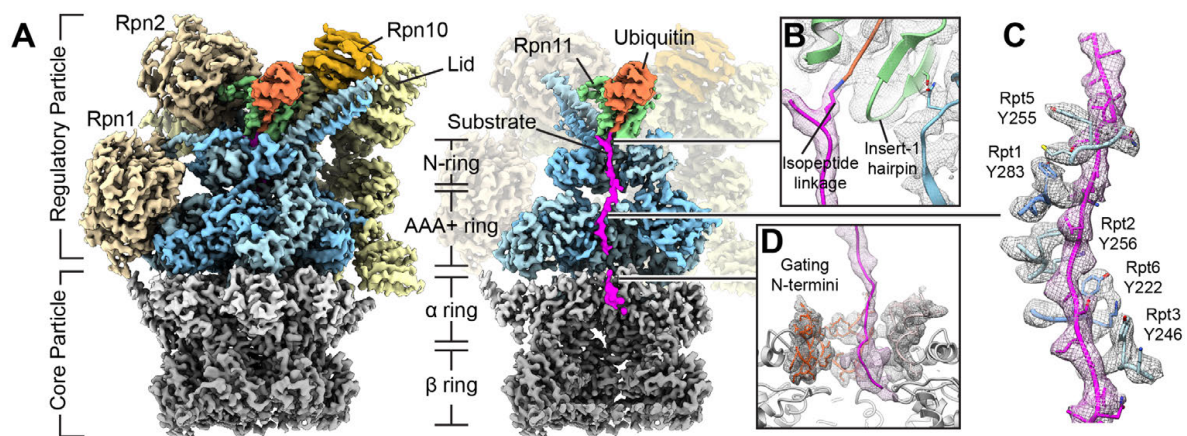 A
Regulatory Particle
Core Particle
Rpn2
Rpn10
Lid
Rpn1
Rpn11
Ubiquitin
Substrate
N-ring
AAA+ ring
α ring
β ring
B
Isopeptide
linkage
Insert-1
hairpin
D
Gating
N-termini
C
Rpt5
Y255
Rpt1
Y283
Rpt2
Y256
Rpt6
Y222
Rpt3
Y246